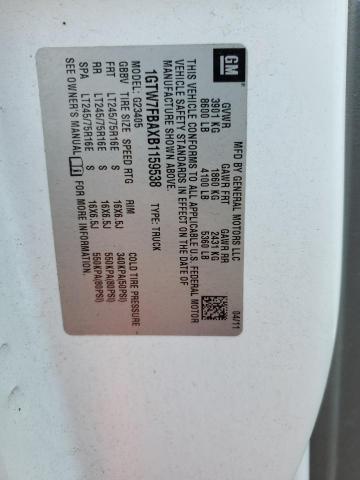 GM
MFD BY GENERAL MOTORS LLC 04/11
GVWR GAWR FRT GAWR RR
3901 KG 1860 KG 2431 KG
8600 LB 4100 LB 5360 LB
THIS VEHICLE CONFORMS TO ALL APPLICABLE U.S. FEDERAL MOTOR
VEHICLE SAFETY STANDARDS IN EFFECT ON THE DATE OF
MANUFACTURE SHOWN ABOVE.
1GTW7FBAXB1159538 TYPE: TRUCK
MODEL: G23405
GBBV TIRE SIZE SPEED RTG RIM COLD TIRE PRESSURE
FRT LT245/75R16E S 16X6.5J 340KPA(50PSI)
RR LT245/75R16E S 16X6.5J 550KPA(80PSI)
SPA LT245/75R16E S 16X6.5J 550KPA(80PSI)
SEE OWNER'S MANUAL FOR MORE INFORMATION.